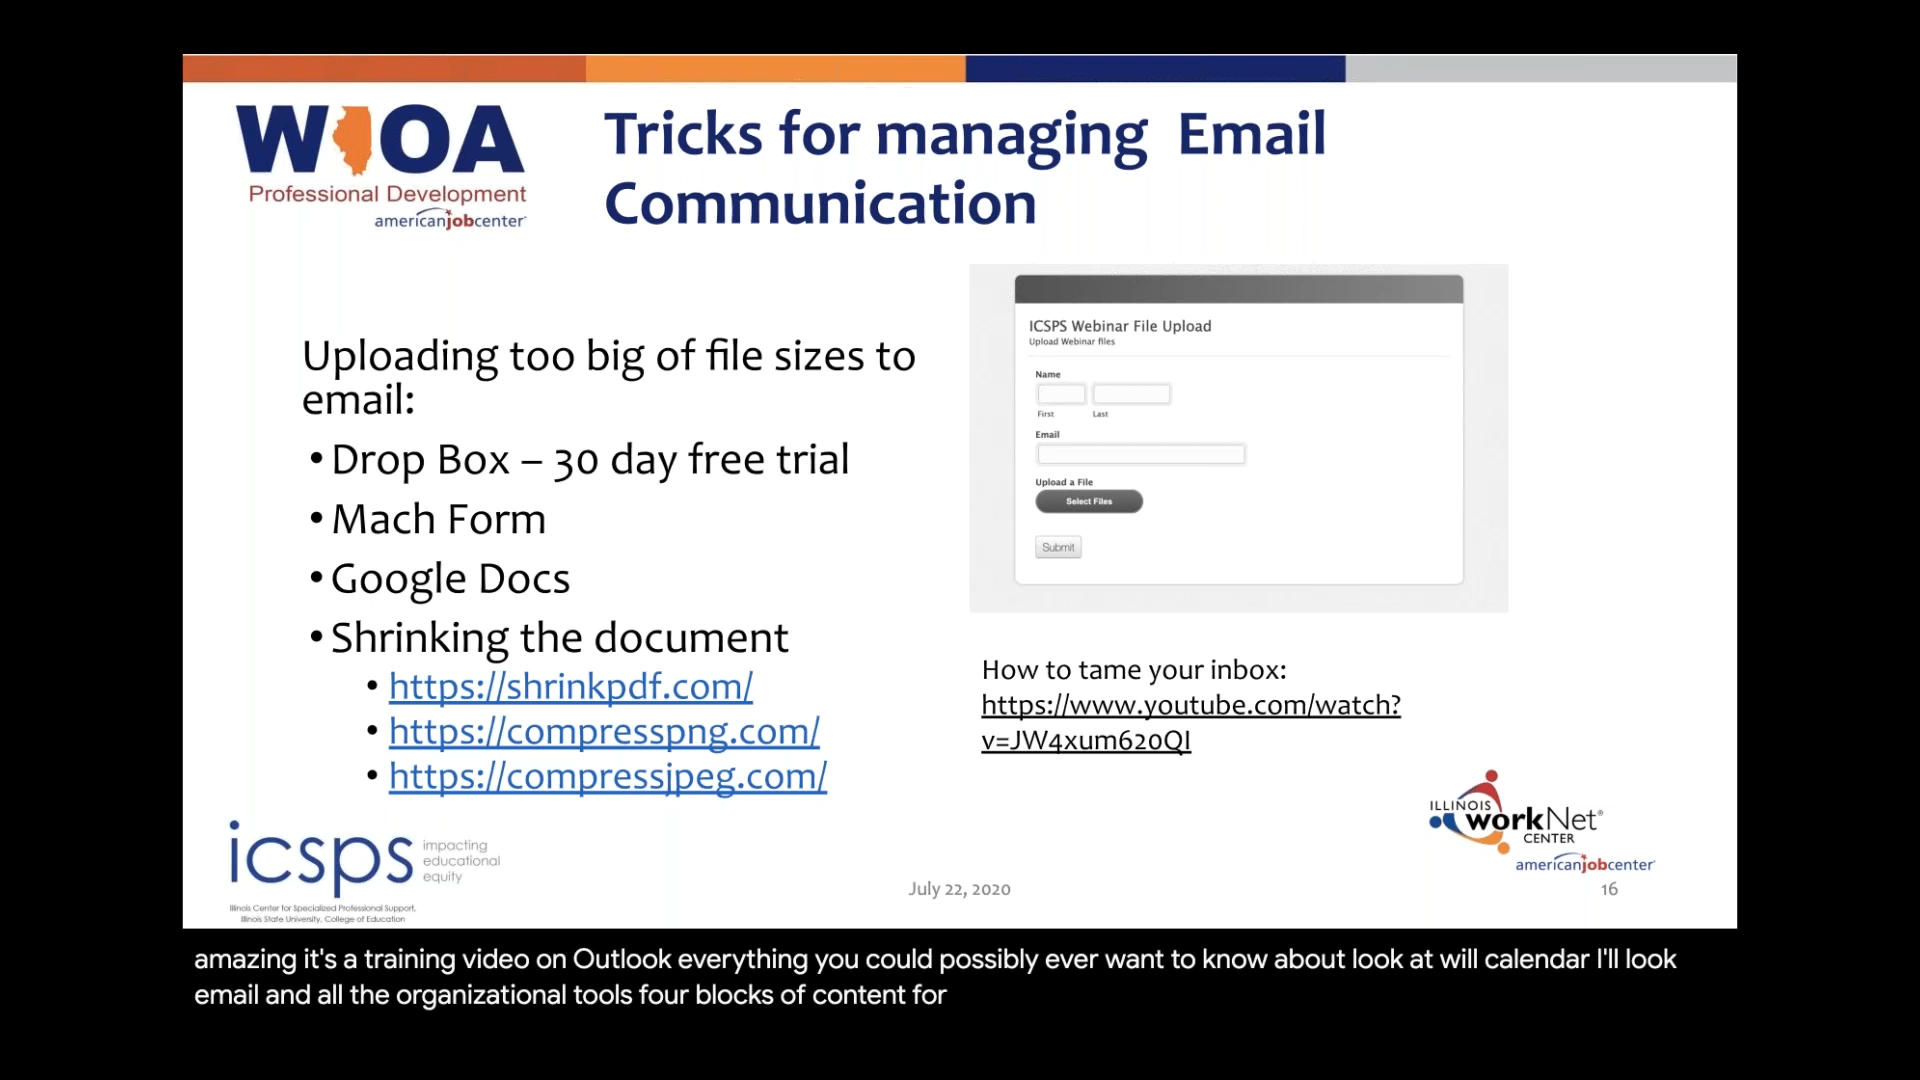 WIOA
Professional Development
americanjobcenter
Tricks for managing Email
Communication
Uploading too big of file sizes to
email:
• Drop Box – 30 day free trial
• Mach Form
• Google Docs
• Shrinking the document
• https://shrinkpdf.com/
• https://compresspng.com/
• https://compressjpeg.com/
ICSPS Webinar File Upload
Upload Webinar files
Name
First Last
Email
Upload a File
Select Files
Submit
How to tame your inbox:
https://www.youtube.com/watch?
v=JW4xum620QI
icsps
impacting
educational
equity
Illinois Center for Specialized Professional Support,
Illinois State University, College of Education
July 22, 2020
ILLINOIS
workNet®
CENTER
americanjobcenter
16
amazing it's a training video on Outlook everything you could possibly ever want to know about look at will calendar I'll look
email and all the organizational tools four blocks of content for